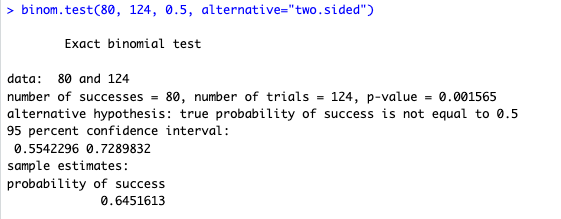 > binom.test(80, 124, 0.5, alternative="two.sided")
Exact binomial test
data:  80 and 124
number of successes = 80, number of trials = 124, p-value = 0.001565
alternative hypothesis: true probability of success is not equal to 0.5
95 percent confidence interval:
0.5542296 0.7289832
sample estimates:
probability of success
0.6451613